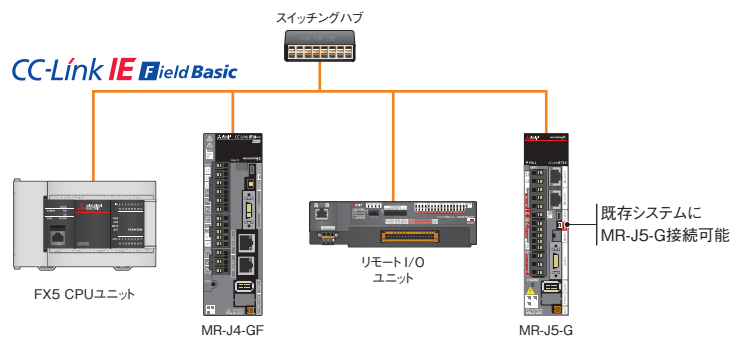 スイッチングハブ
CC-Link IE Field Basic
既存システムに
MR-J5-G接続可能
リモートI/O
ユニット
FX5 CPUユニット
MR-J4-GF
MR-J5-G